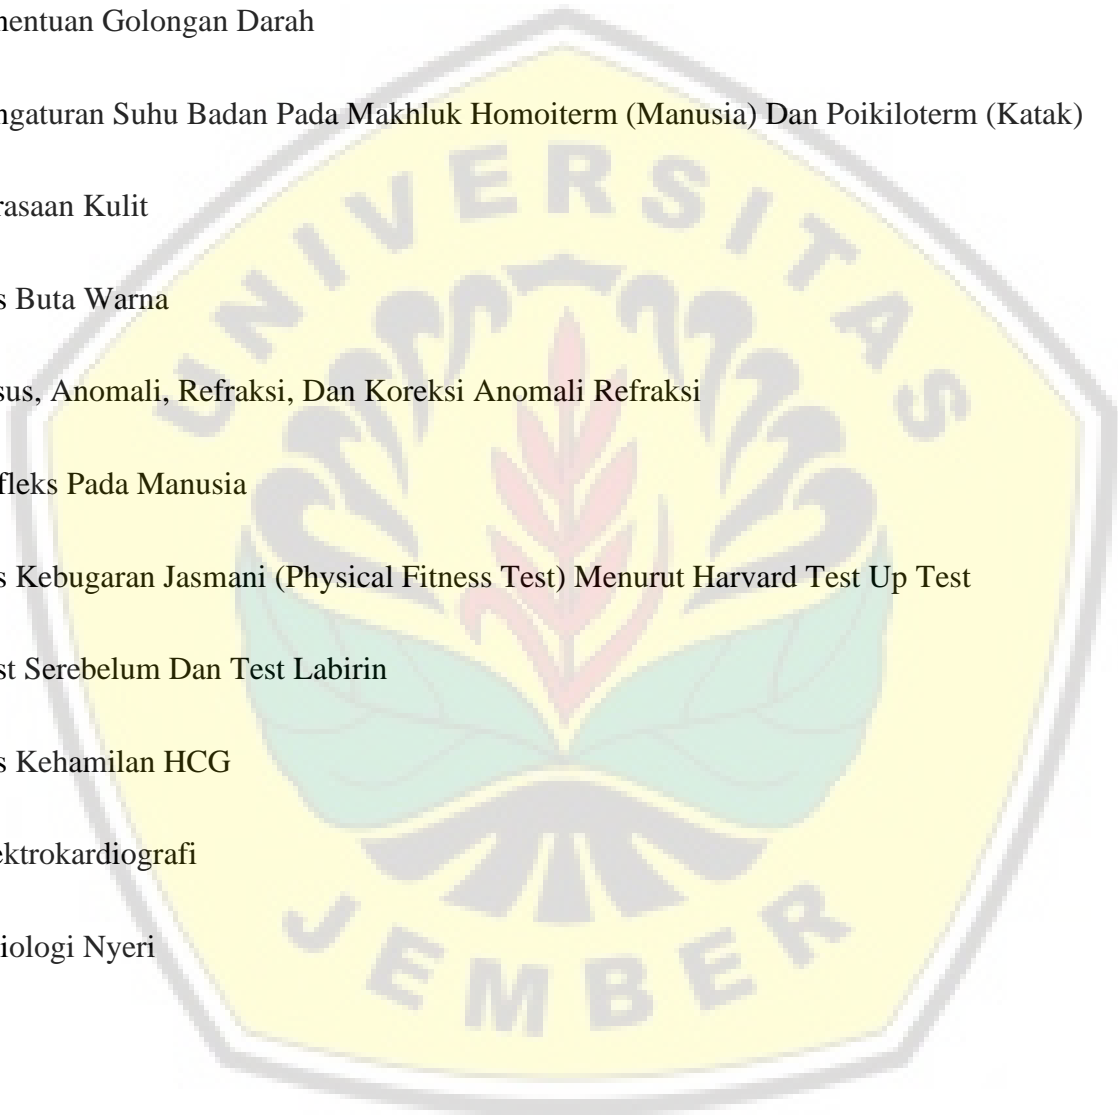 nentuan Golongan Darah
ngaturan Suhu Badan Pada Makhluk Homoiterm (Manusia) Dan Poikiloterm (Katak)
rasaan Kulit
s Buta Warna
sus, Anomali, Refraksi, Dan Koreksi Anomali Refraksi
fleks Pada Manusia
s Kebugaran Jasmani (Physical Fitness Test) Menurut Harvard Test Up Test
st Serebelum Dan Test Labirin
s Kehamilan HCG
ektrokardiografi
iologi Nyeri
UNIVERSITAS
JEMBER